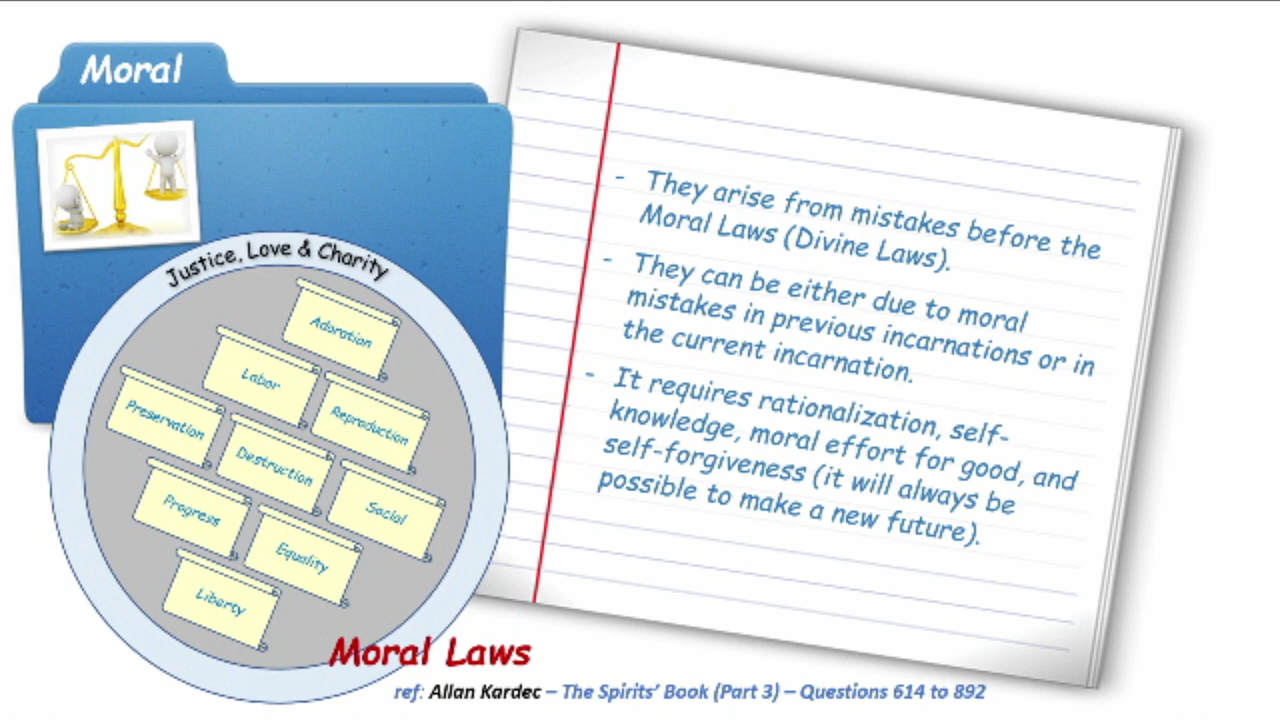 Moral
Justice, Love & Charity
Adoration
Labor
Reproduction
Preservation
Destruction
Social
Progress
Equality
Liberty
Moral Laws
ref: Allan Kardec – The Spirits' Book (Part 3) – Questions 614 to 892
- They arise from mistakes before the
Moral Laws (Divine Laws).
- They can be either due to moral
mistakes in previous incarnations or in
the current incarnation.
- It requires rationalization, self-
knowledge, moral effort for good, and
self-forgiveness (it will always be
possible to make a new future).